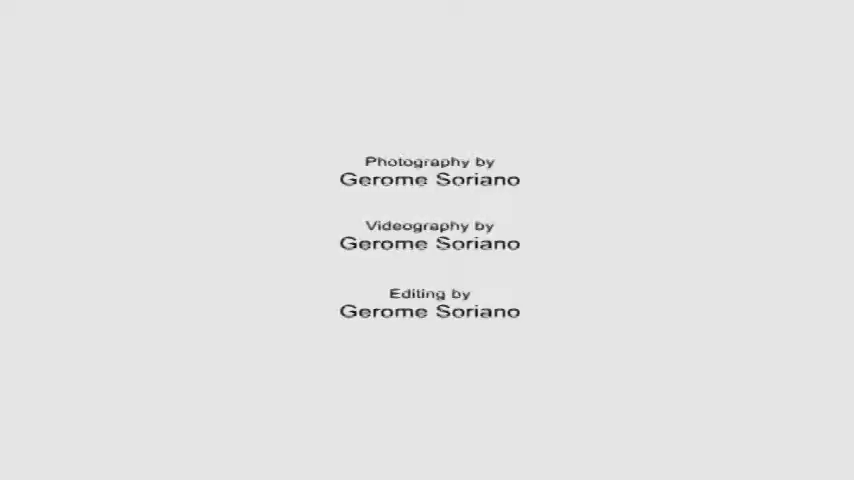 Photography by
Gerome Soriano
Videography by
Gerome Soriano
Editing by
Gerome Soriano